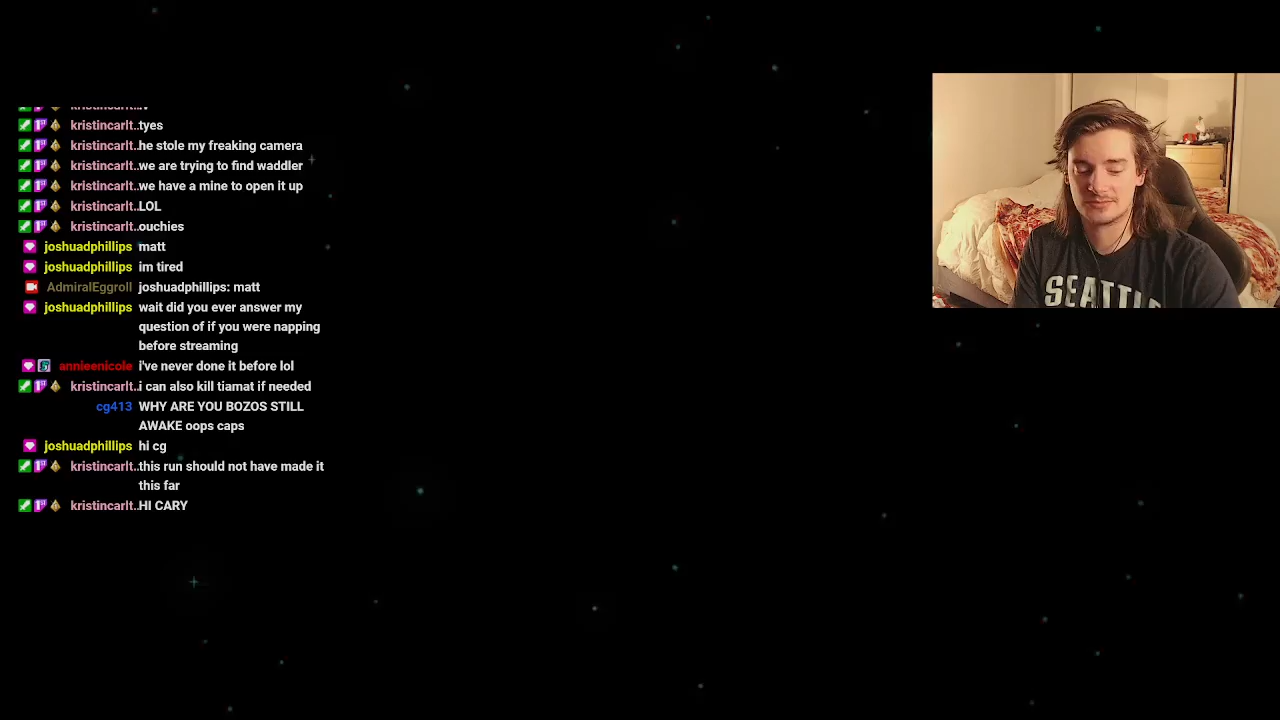 kristincarlt..tyes
kristincarlt..he stole my freaking camera
kristincarlt..we are trying to find waddler
kristincarlt..we have a mine to open it up
kristincarlt..LOL
kristincarlt..ouchies
joshuadphillips matt
joshuadphillips im tired
AdmiralEggroll joshuadphillips: matt
joshuadphillips wait did you ever answer my
question of if you were napping
before streaming
annieenicole i've never done it before lol
kristincarlt..i can also kill tiamat if needed
cg413 WHY ARE YOU BOZOS STILL
AWAKE oops caps
joshuadphillips hi cg
kristincarlt..this run should not have made it
this far
kristincarlt..HI CARY
SEATTLE